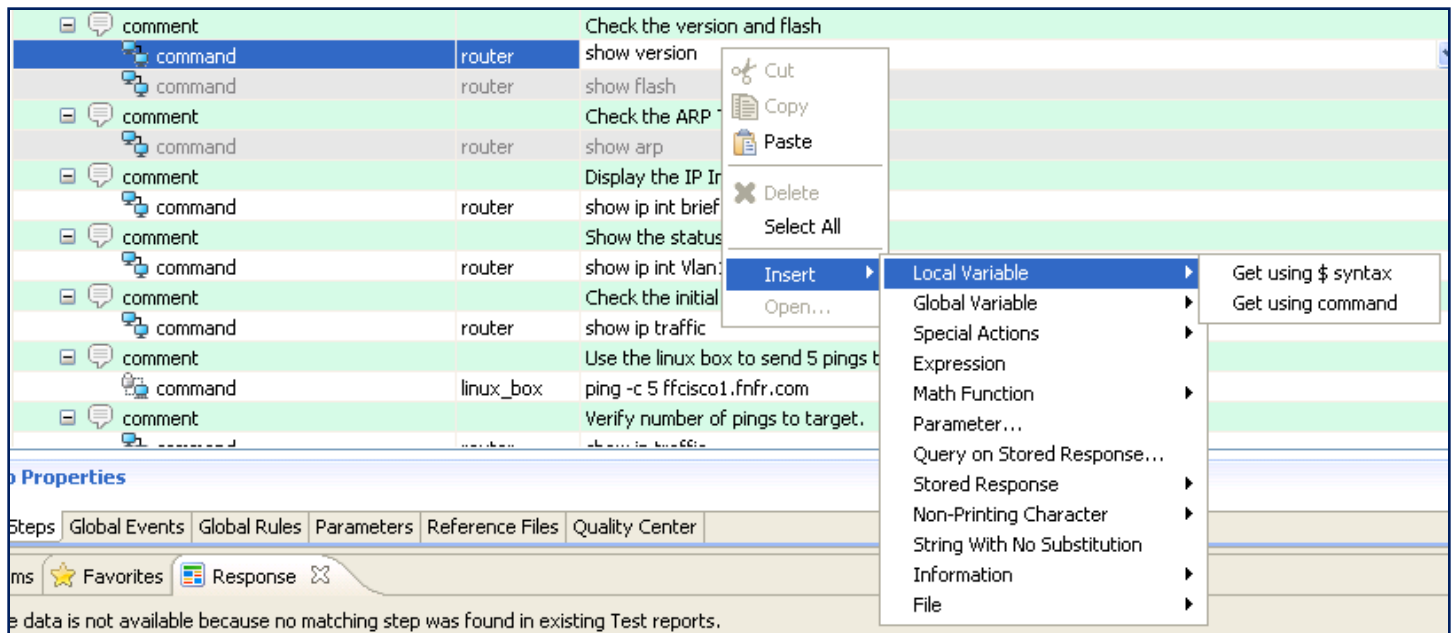 comment Check the version and flash
command router show version
command router show flash
comment Check the ARP
command router show arp
comment Display the IP
command router show ip int brief
comment Show the status
command router show ip int
comment Check the initial
command router show ip traffic
comment Use the linux box to send 5 pings
command linux_box ping -c 5 ffcisco1.fnfr.com
comment Verify number of pings to target.
Cut
Copy
Paste
Delete
Select All
Insert
Open...
Local Variable
Global Variable
Special Actions
Expression
Math Function
Parameter...
Query on Stored Response...
Stored Response
Non-Printing Character
String With No Substitution
Information
File
Get using $ syntax
Get using command
Properties
Steps Global Events Global Rules Parameters Reference Files Quality Center
Favorites Response
data is not available because no matching step was found in existing Test reports.